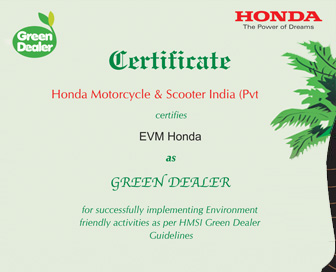 Green
Dealer
HONDA
The Power of Dreams
Certificate
Honda Motorcycle & Scooter India (Pvt
certifies
EVM Honda
as
GREEN DEALER
for successfully implementing Environment
friendly activities as per HMSI Green Dealer
Guidelines